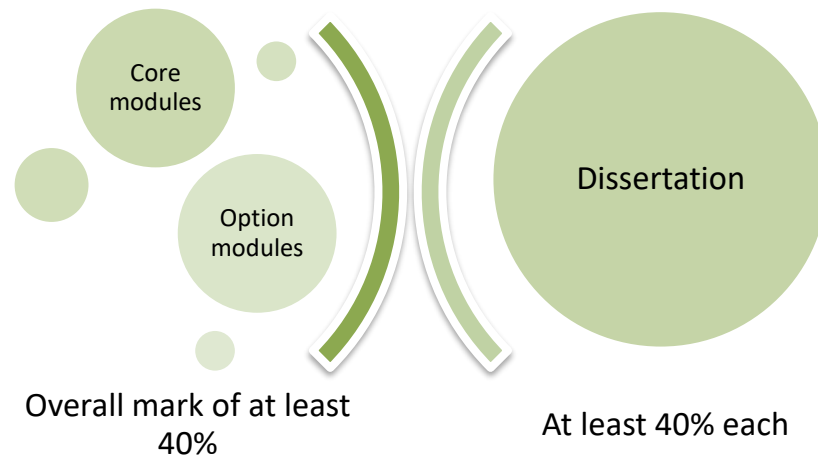 Core
modules
Option
modules
Dissertation
Overall mark of at least
40%
At least 40% each